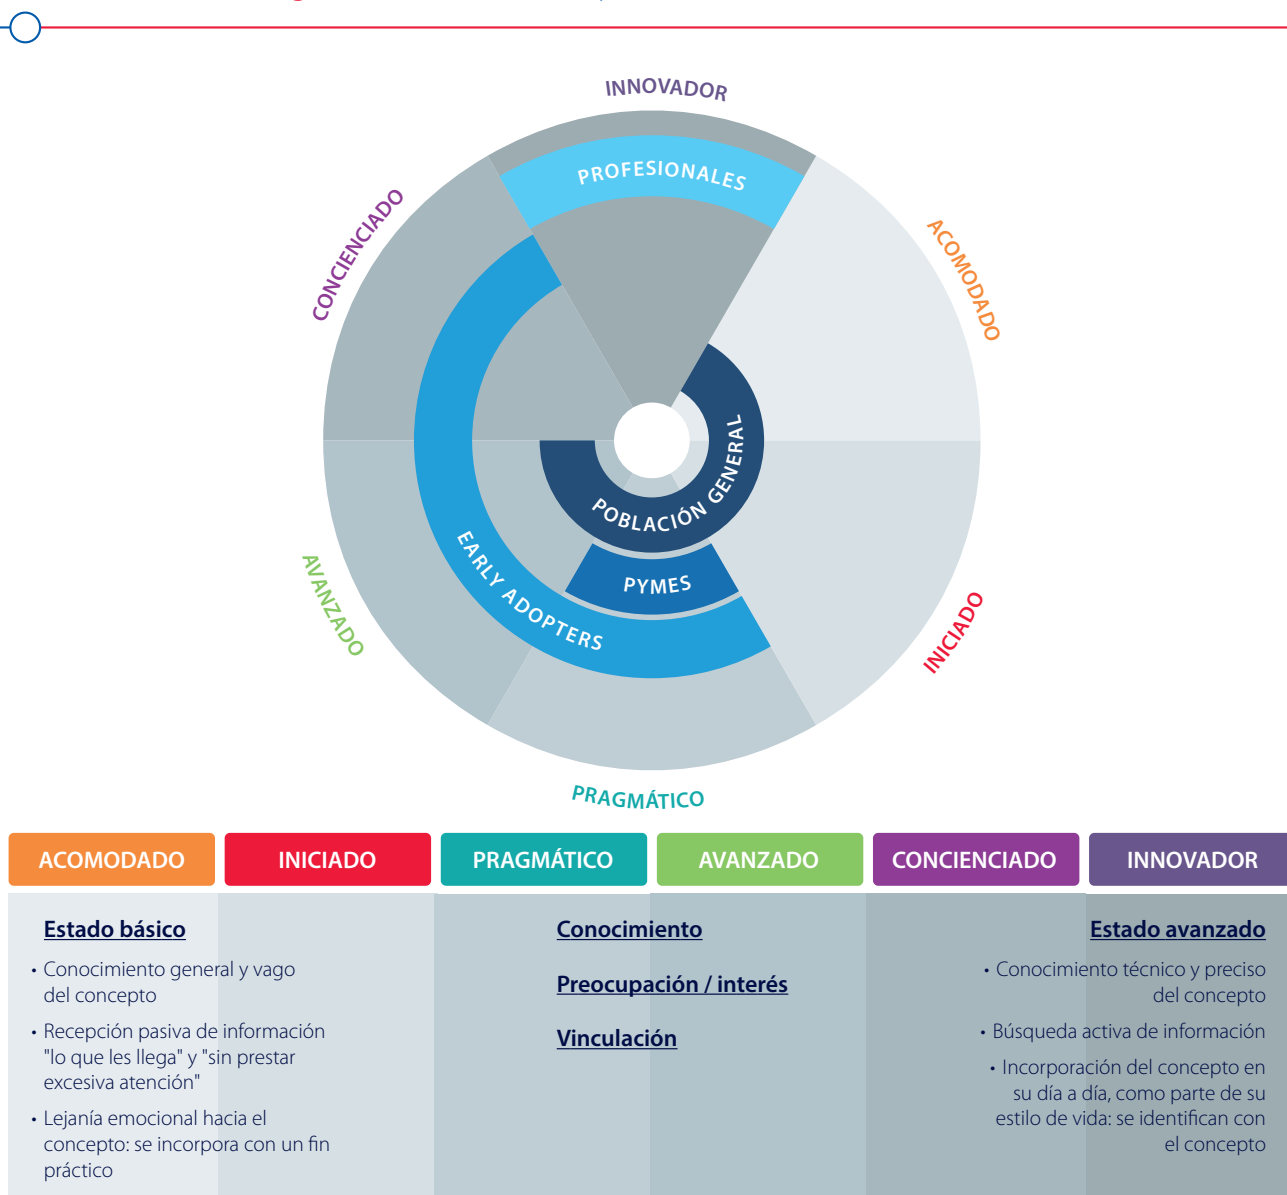 INNOVADOR
PROFESIONALES
CONCIENCIADO
ACOMODADO
POBLACIÓN GENERAL
PYMES
EARLY ADOPTERS
AVANZADO
INICIADO
PRAGMÁTICO
ACOMODADO
INICIADO
PRAGMÁTICO
AVANZADO
CONCIENCIADO
INNOVADOR
Estado básico
• Conocimiento general y vago
del concepto
• Recepción pasiva de información
"lo que les llega" y "sin prestar
excesiva atención"
• Lejanía emocional hacia el
concepto: se incorpora con un fin
práctico
Conocimiento
Preocupación / interés
Vinculación
Estado avanzado
• Conocimiento técnico y preciso
del concepto
• Búsqueda activa de información
• Incorporación del concepto en
su día a día, como parte de su
estilo de vida: se identifican con
el concepto